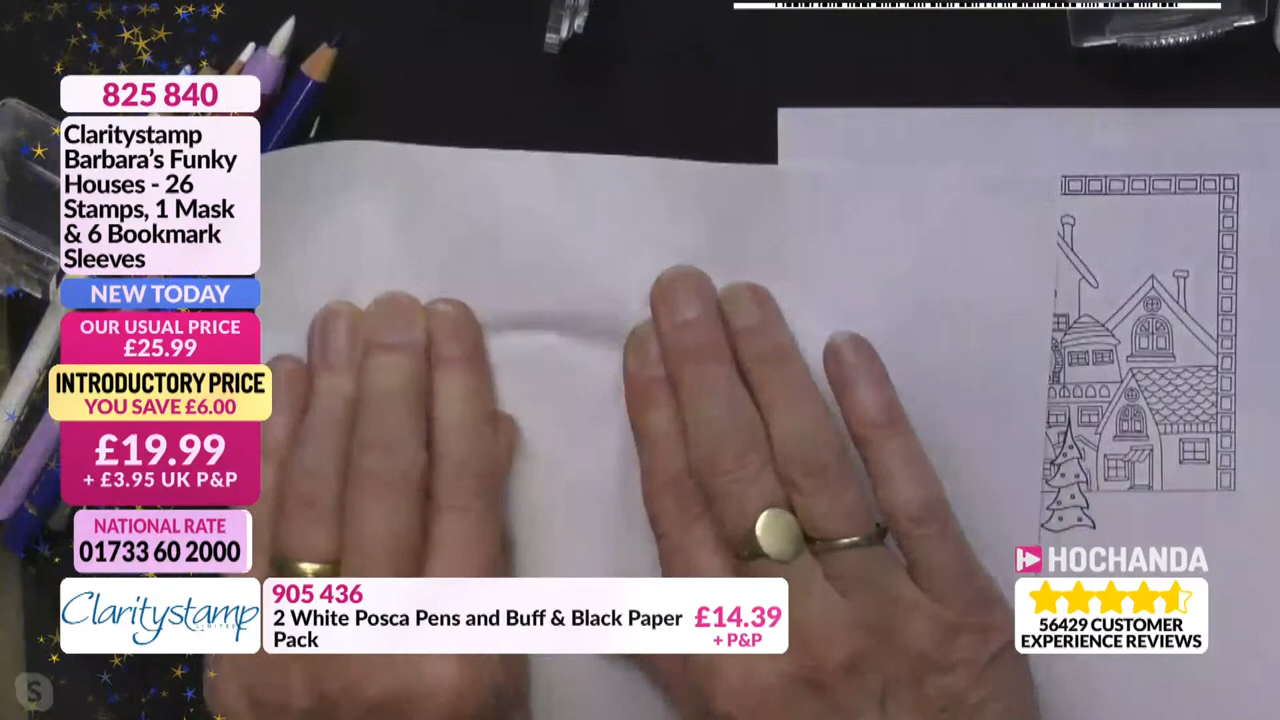 825 840
Claritystamp
Barbara's Funky
Houses - 26
Stamps, 1 Mask
& 6 Bookmark
Sleeves
NEW TODAY
OUR USUAL PRICE
£25.99
INTRODUCTORY PRICE
YOU SAVE £6.00
£19.99
+ £3.95 UK P&P
NATIONAL RATE
01733 60 2000
Claritystamp
LIMITED
905 436
2 White Posca Pens and Buff & Black Paper
Pack
£14.39
+ P&P
HOCHANDA
56429 CUSTOMER
EXPERIENCE REVIEWS
S